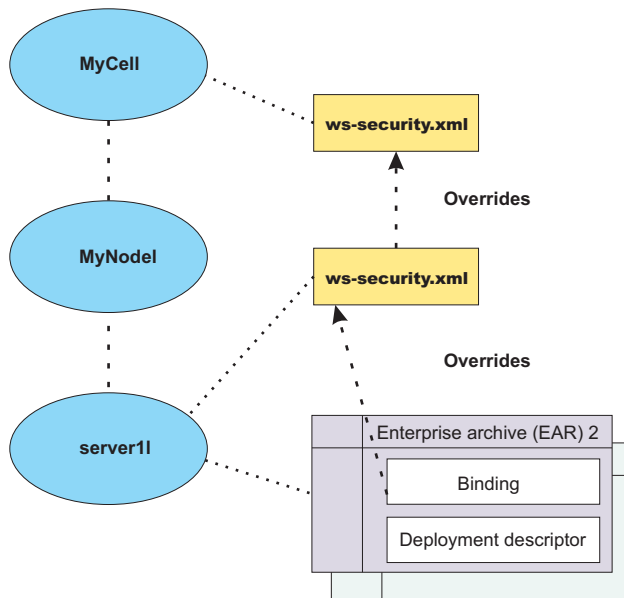 MyCell
ws-security.xml
Overrides
MyNodel
ws-security.xml
Overrides
server1l
Enterprise archive (EAR) 2
Binding
Deployment descriptor